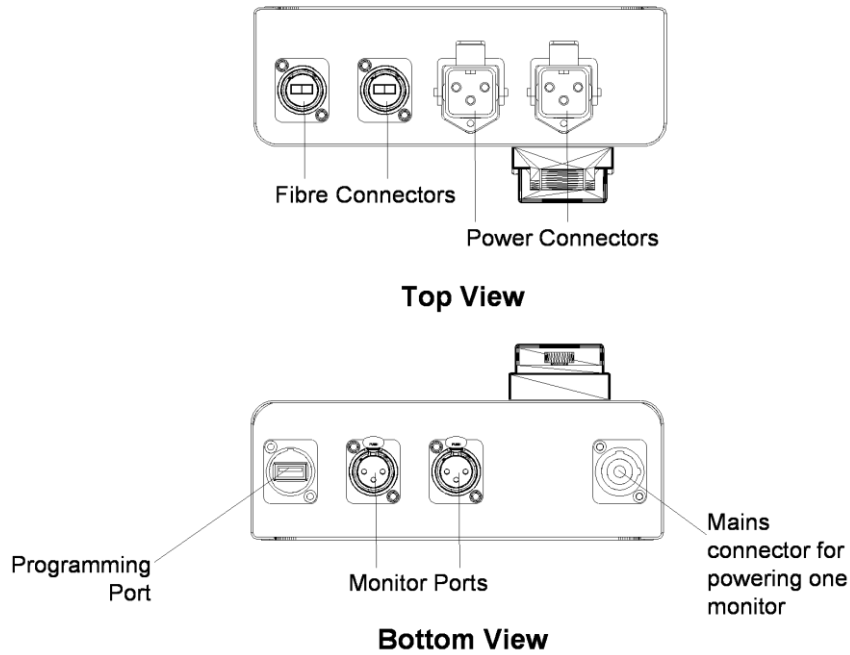 Fibre Connectors
Power Connectors
Top View
Programming
Port
Monitor Ports
Mains
connector for
powering one
monitor
Bottom View